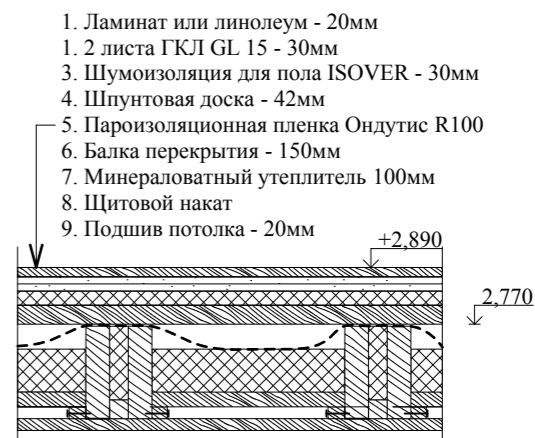 1. Ламинат или линолеум - 20мм
1. 2 листа ГКЛ GL 15 - 30мм
3. Шумоизоляция для пола ISOVER - 30мм
4. Шпунтовая доска - 42мм
5. Пароизоляционная пленка Ондутис R100
6. Балка перекрытия - 150мм
7. Минераловатный утеплитель 100мм
8. Щитовой накат
9. Подшив потолка - 20мм
+2,890
2,770